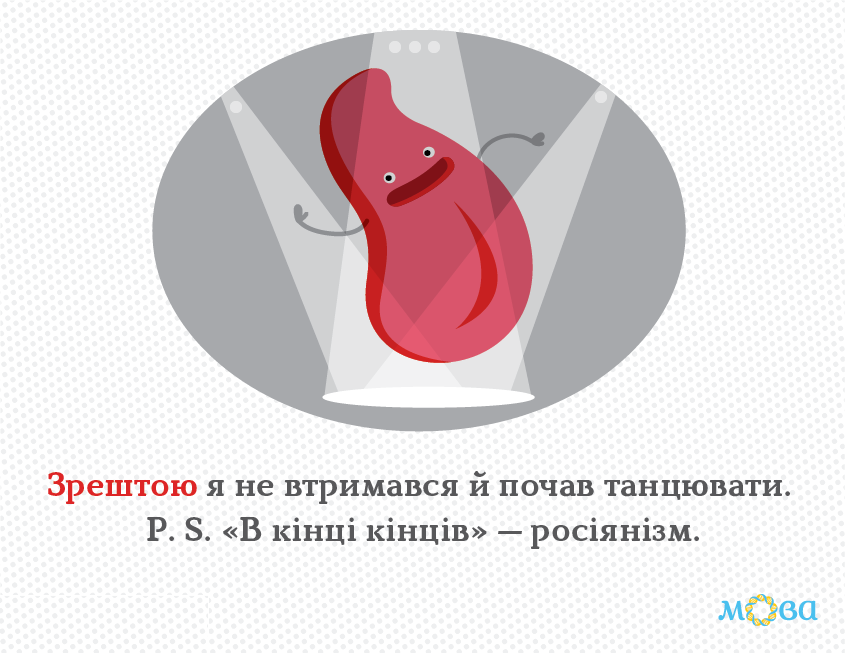 Зрештою я не втримався й почав танцювати.
P. S. «В кінці кінців» — росіянізм.
мова